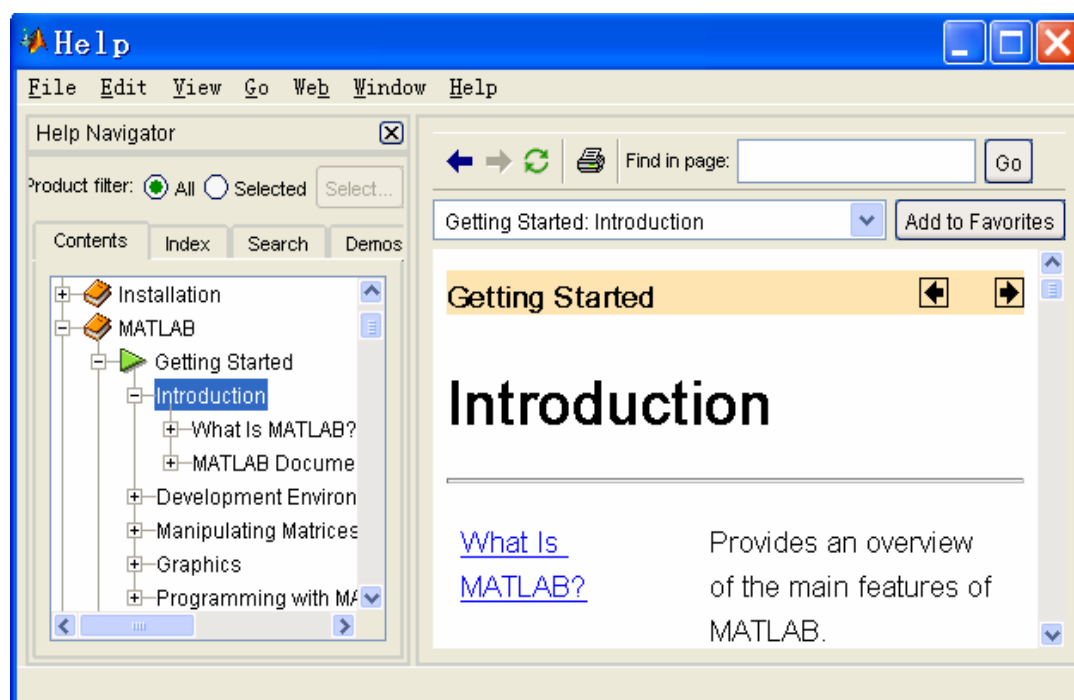 Help
File Edit View Go Web Window Help
Help Navigator
Product filter: All Selected Select...
Contents Index Search Demos
Installation
MATLAB
Getting Started
Introduction
What Is MATLAB?
MATLAB Docume
Development Environ
Manipulating Matrices
Graphics
Programming with MA
Find in page: Go
Getting Started: Introduction Add to Favorites
Getting Started
Introduction
What Is Provides an overview
MATLAB? of the main features of
MATLAB.